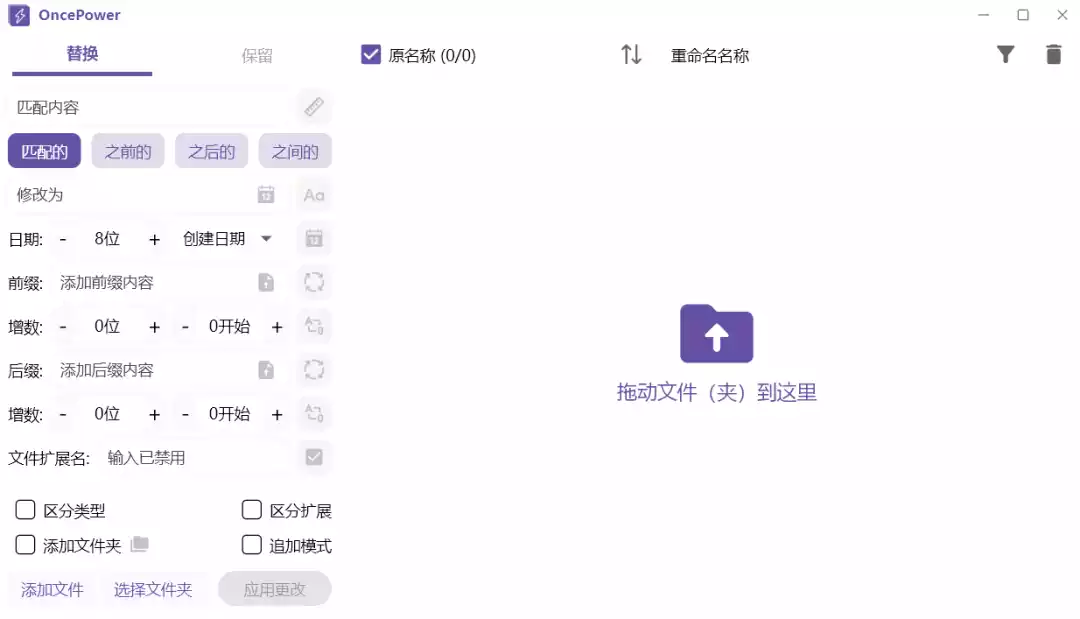 OncePower
替换 保留
原名称 (0/0) 重命名名称
匹配内容
匹配的 之前的 之后的 之间的
修改为 12 Aa
日期: - 8位 + 创建日期 12
前缀: 添加前缀内容
增数: - 0位 + - 0开始 +
后缀: 添加后缀内容
增数: - 0位 + - 0开始 +
文件扩展名: 输入已禁用
拖动文件（夹）到这里
区分类型 区分扩展
添加文件夹 追加模式
添加文件 选择文件夹 应用更改